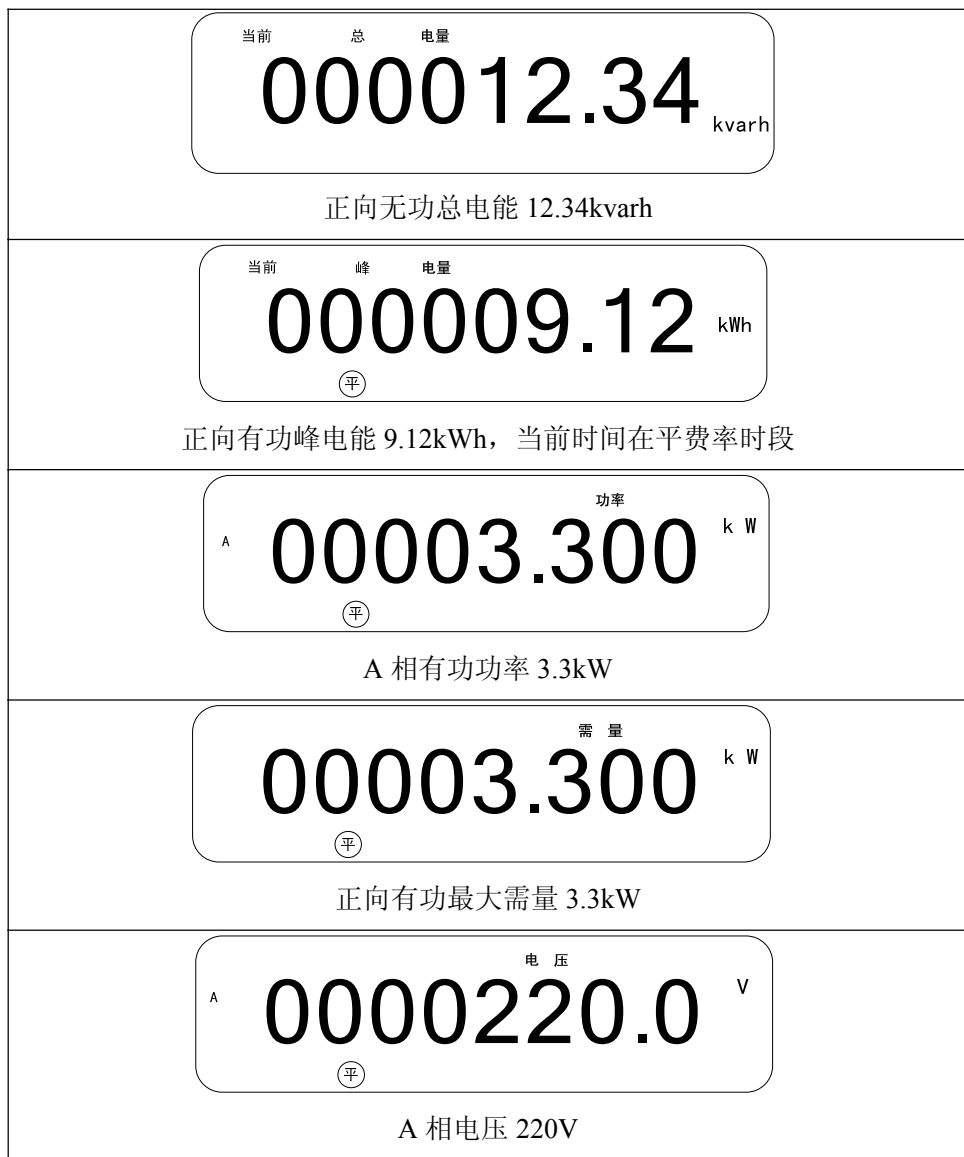 当前 总 电量
000012.34 kvarh
正向无功总电能 12.34kvarh
当前 峰 电量
000009.12 kWh
平
正向有功峰电能 9.12kWh，当前时间在平费率时段
功率
A 00003.300 k W
平
A 相有功功率 3.3kW
需 量
00003.300 k W
平
正向有功最大需量 3.3kW
电 压
A 0000220.0 V
平
A 相电压 220V